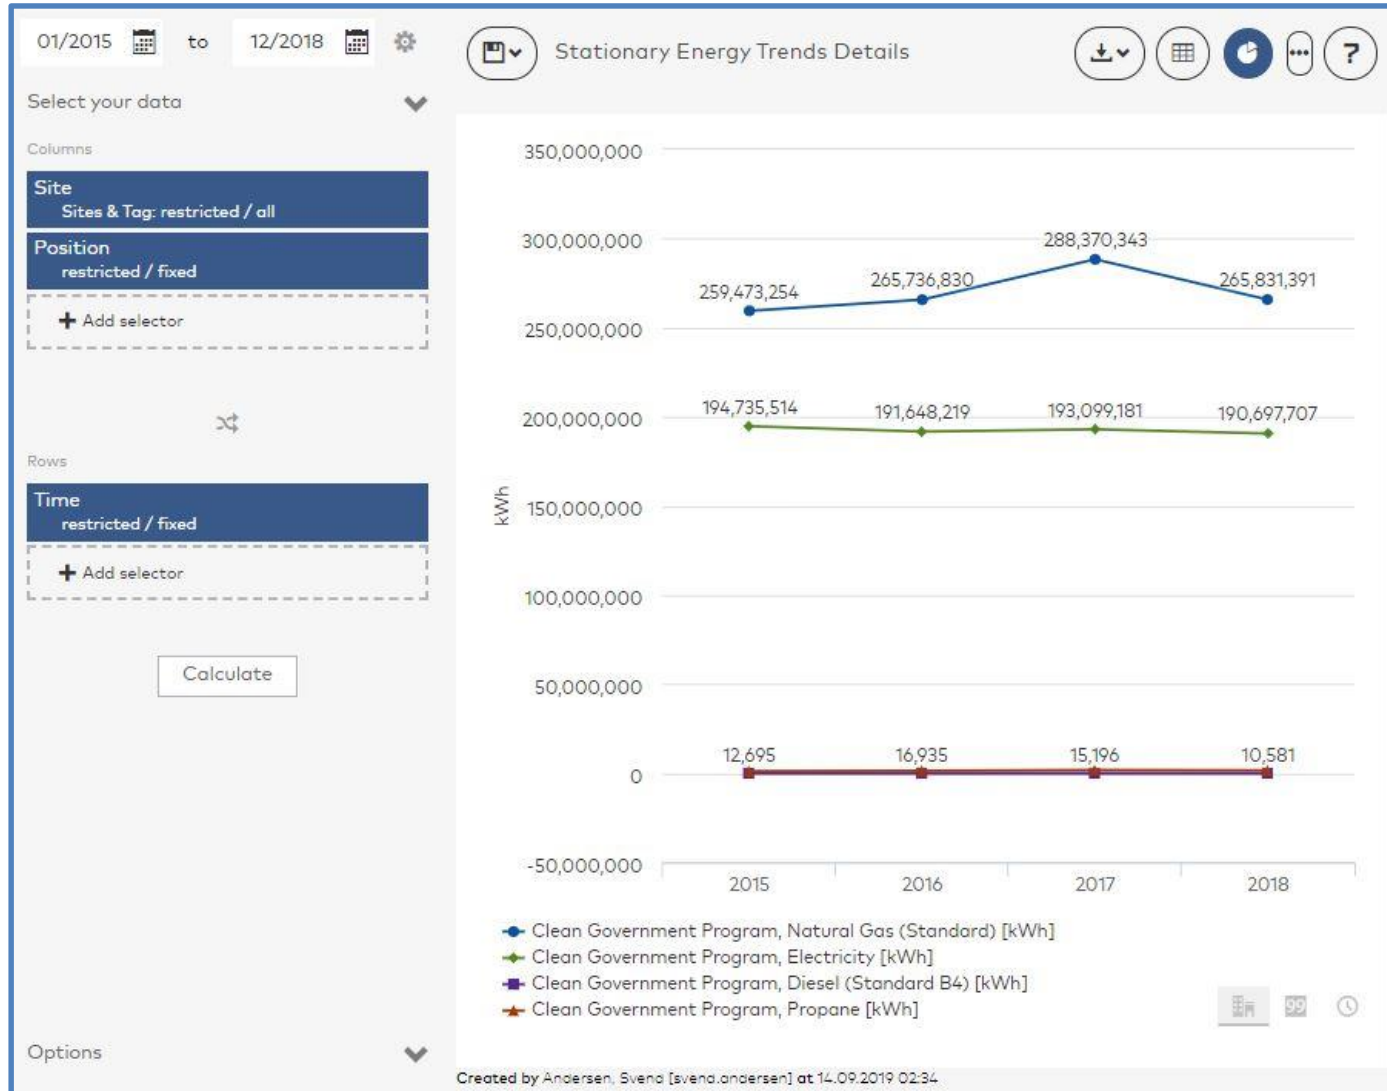 01/2015 to 12/2018
Stationary Energy Trends Details
?
Select your data
Columns
Site
Sites & Tag: restricted / all
Position
restricted / fixed
+ Add selector
Rows
Time
restricted / fixed
+ Add selector
Calculate
Options
350,000,000
300,000,000
250,000,000
200,000,000
150,000,000
100,000,000
50,000,000
0
-50,000,000
kWh
259,473,254
265,736,830
288,370,343
265,831,391
194,735,514
191,648,219
193,099,181
190,697,707
12,695
16,935
15,196
10,581
2015
2016
2017
2018
Clean Government Program, Natural Gas (Standard) [kWh]
Clean Government Program, Electricity [kWh]
Clean Government Program, Diesel (Standard B4) [kWh]
Clean Government Program, Propane [kWh]
99
Created by Andersen, Svend [svend.andersen] at 14.09.2019 02:34